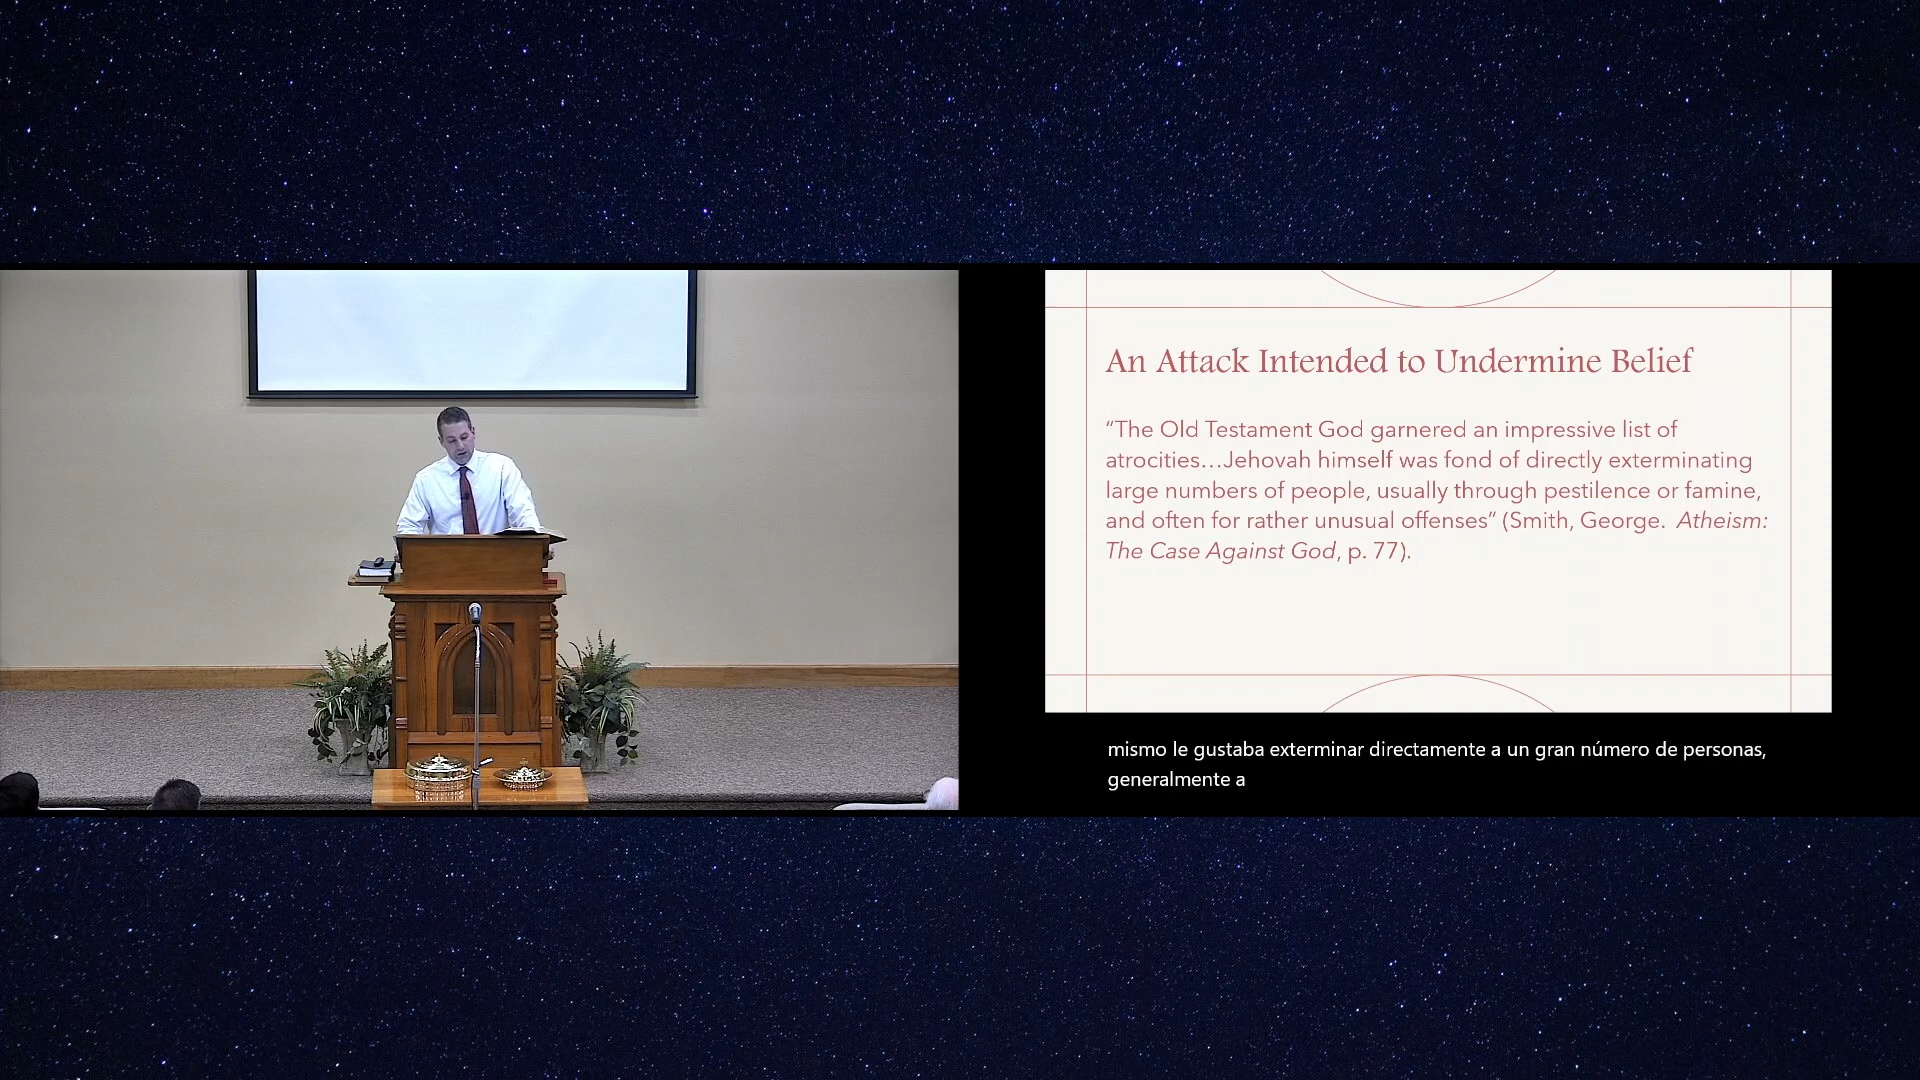 An Attack Intended to Undermine Belief
“The Old Testament God garnered an impressive list of
atrocities…Jehovah himself was fond of directly exterminating
large numbers of people, usually through pestilence or famine,
and often for rather unusual offenses” (Smith, George.  Atheism:
The Case Against God, p. 77).
mismo le gustaba exterminar directamente a un gran número de personas,
generalmente a